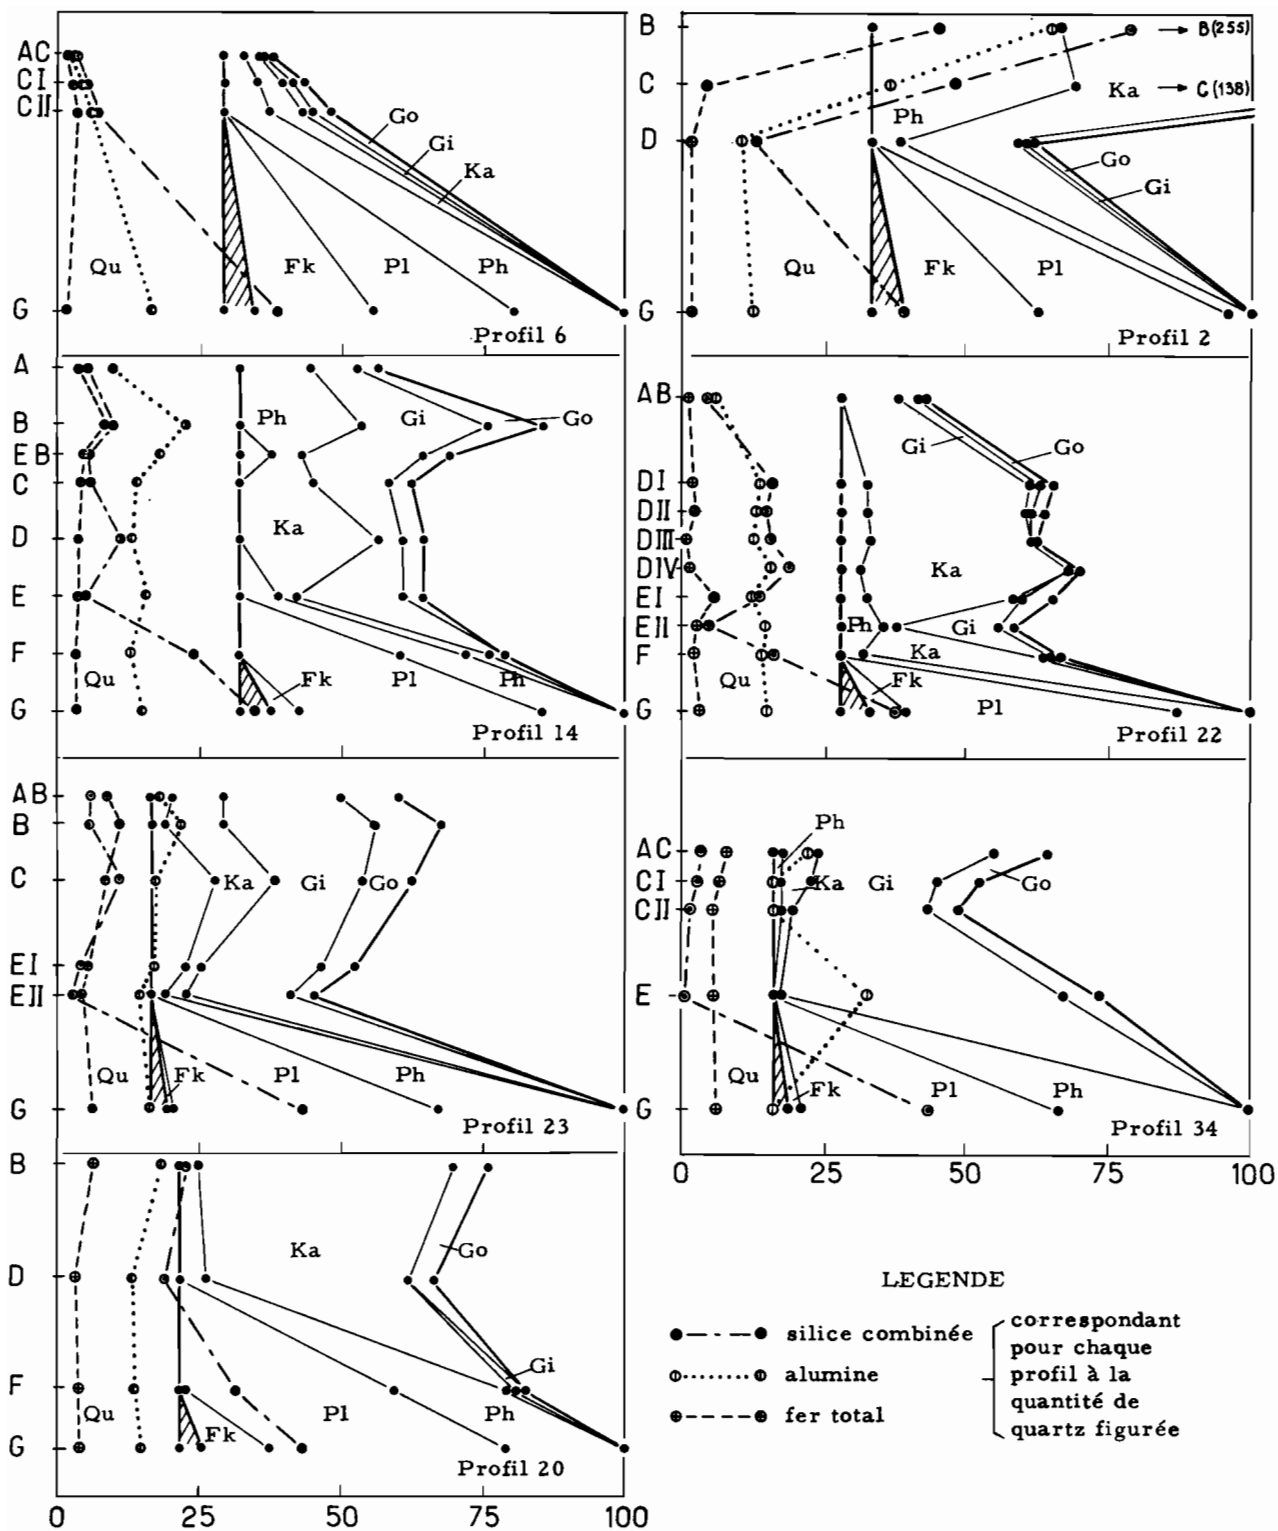 AC
CI
CII
G
Go
Gi
Ka
Qu
Fk
Pl
Ph
Profil 6
B
C
D
G
B (255)
Ka
C (138)
Ph
Go
Gi
Qu
Fk
Pl
Profil 2
A
B
EB
C
D
E
F
G
Ph
Gi
Go
Ka
Qu
Fk
Pl
Ph
Profil 14
AB
DI
DII
DIII
DIV
EI
EII
F
G
Gi
Go
Ka
Ph
Gi
Ka
Qu
Fk
Pl
Profil 22
AB
B
C
EI
EII
G
Ka
Gi
Go
Qu
Fk
Pl
Ph
Profil 23
AC
CI
CII
E
G
Ph
Ka
Gi
Go
Qu
Fk
Pl
Ph
Profil 34
0 25 50 75 100
B
D
F
G
Ka
Go
Gi
Qu
Fk
Pl
Ph
Profil 20
0 25 50 75 100
LEGENDE
silice combinée
alumine
fer total
correspondant
pour chaque
profil à la
quantité de
quartz figurée